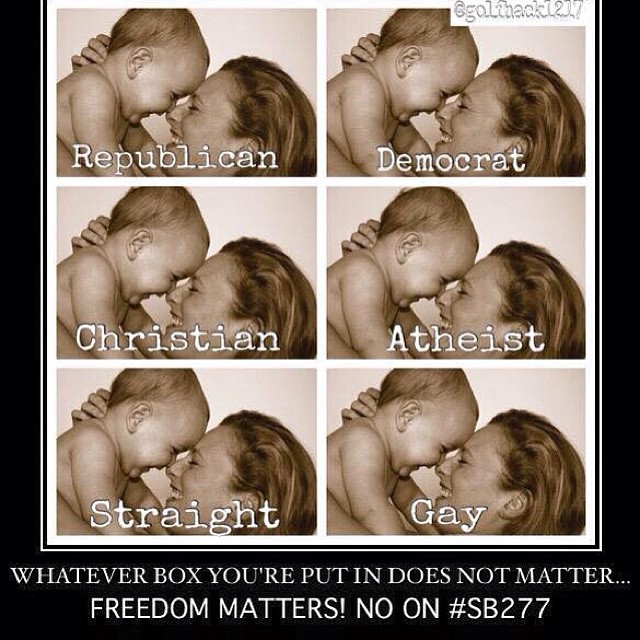 @golfhack1217
Republican
Democrat
Christian
Atheist
Straight
Gay
WHATEVER BOX YOU'RE PUT IN DOES NOT MATTER...
FREEDOM MATTERS! NO ON #SB277